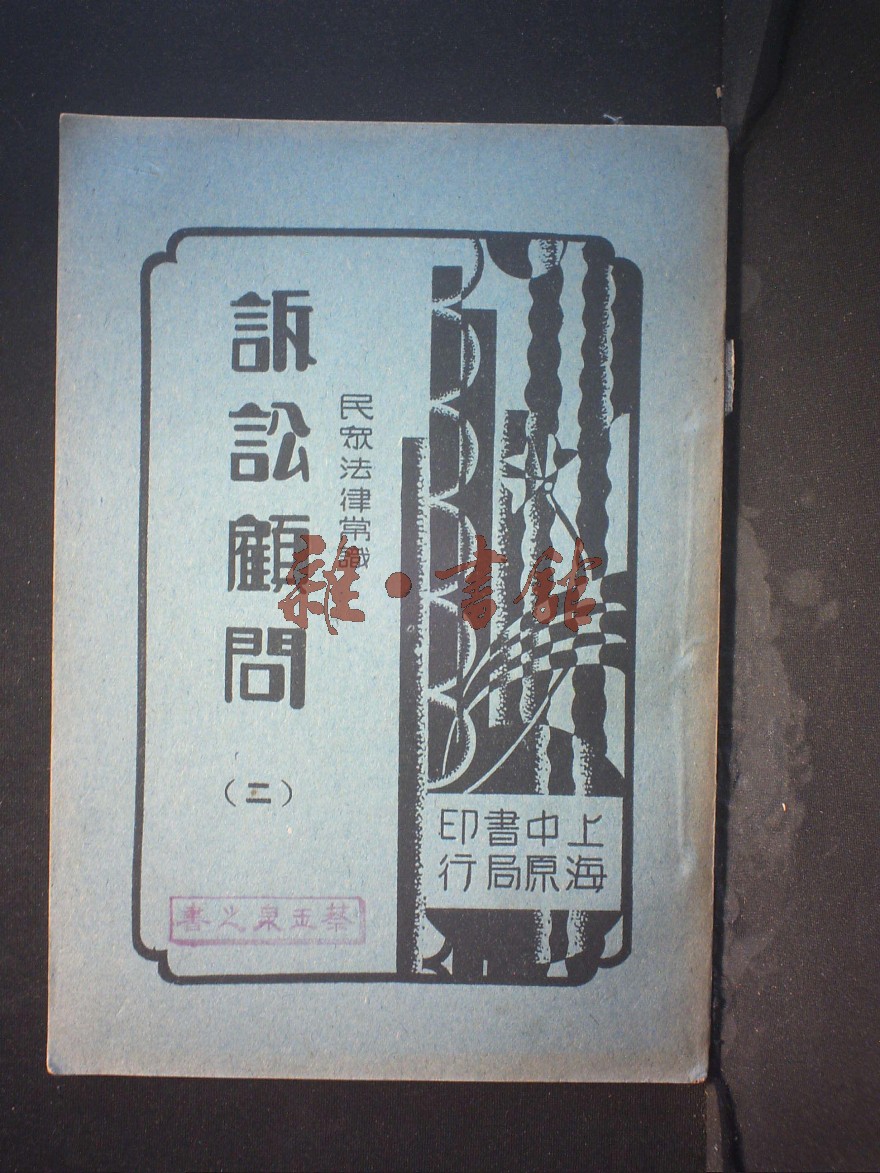 上海
中原
書局
印行
民眾法律常識
訴訟顧問
（二）
蔡玉泉之書
雜·書館